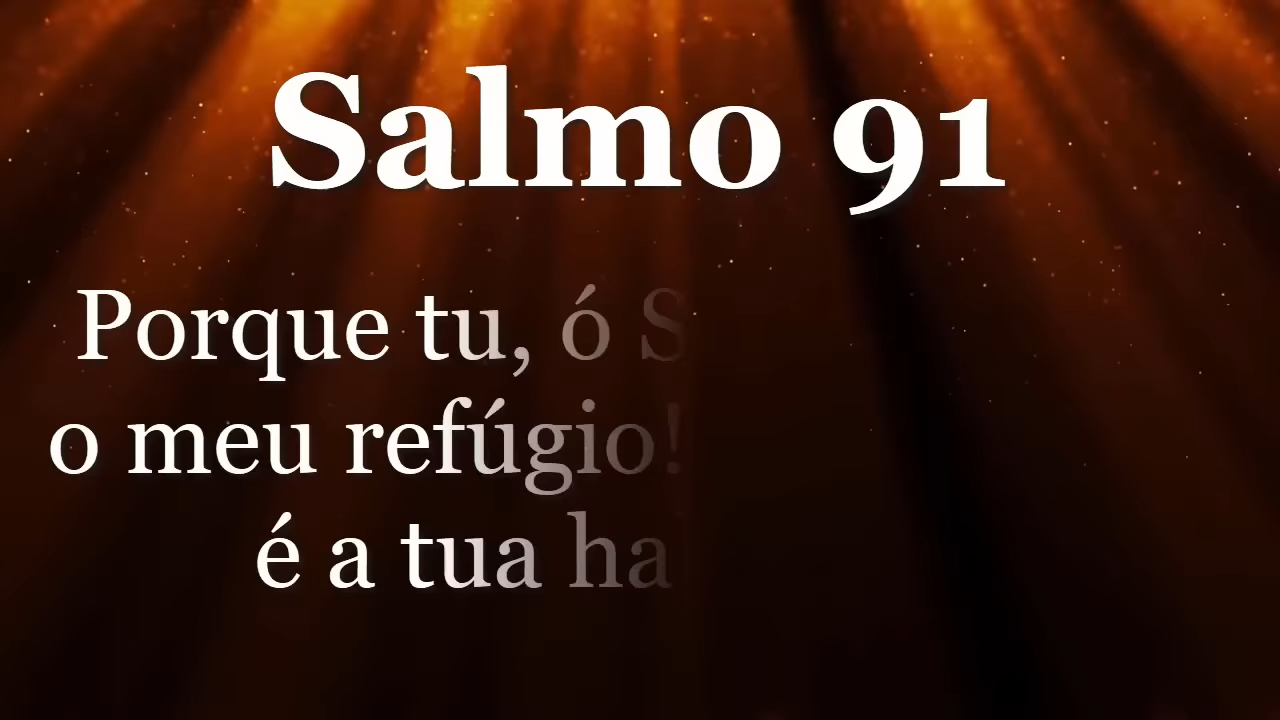 Salmo 91
Porque tu, ó
o meu refúgio!
é a tua